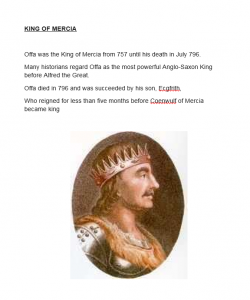 KING OF MERCIA
Offa was the King of Mercia from 757 until his death in July 796.
Many historians regard Offa as the most powerful Anglo-Saxon King
before Alfred the Great.
Offa died in 796 and was succeeded by his son, Ecgfrith,
Who reigned for less than five months before Coenwulf of Mercia
became king